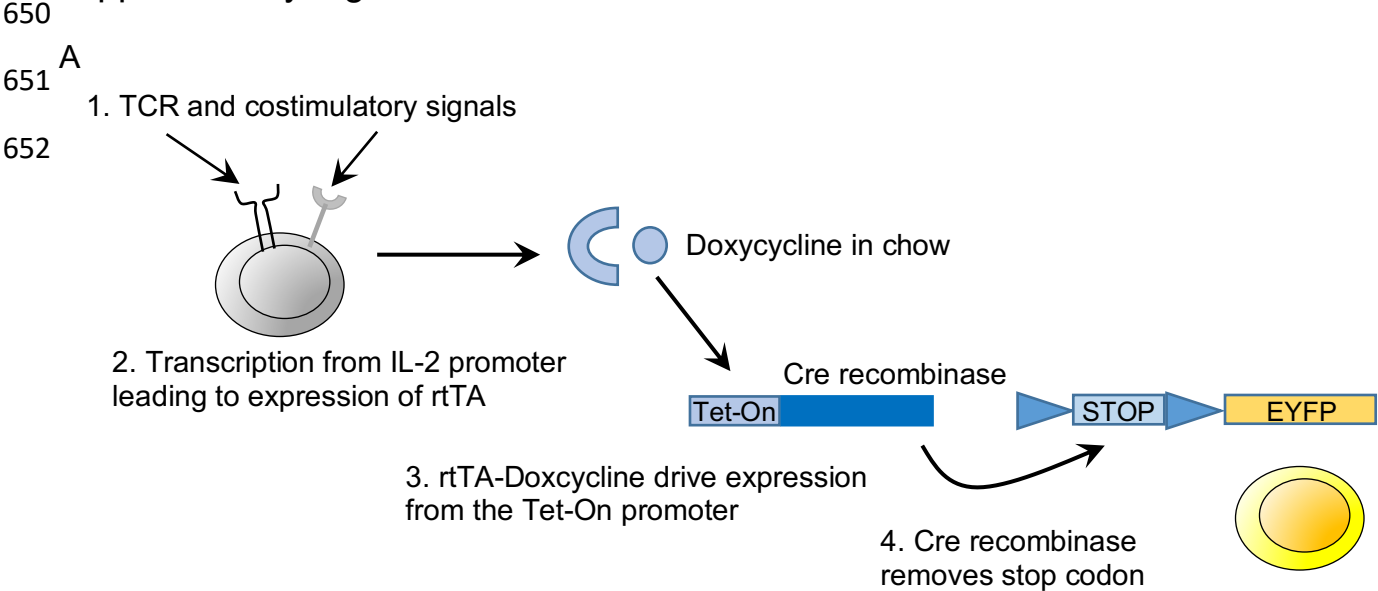 650
A
651
1. TCR and costimulatory signals
652
Doxycycline in chow
2. Transcription from IL-2 promoter
leading to expression of rtTA
Cre recombinase
Tet-On
STOP
EYFP
3. rtTA-Doxcycline drive expression
from the Tet-On promoter
4. Cre recombinase
removes stop codon